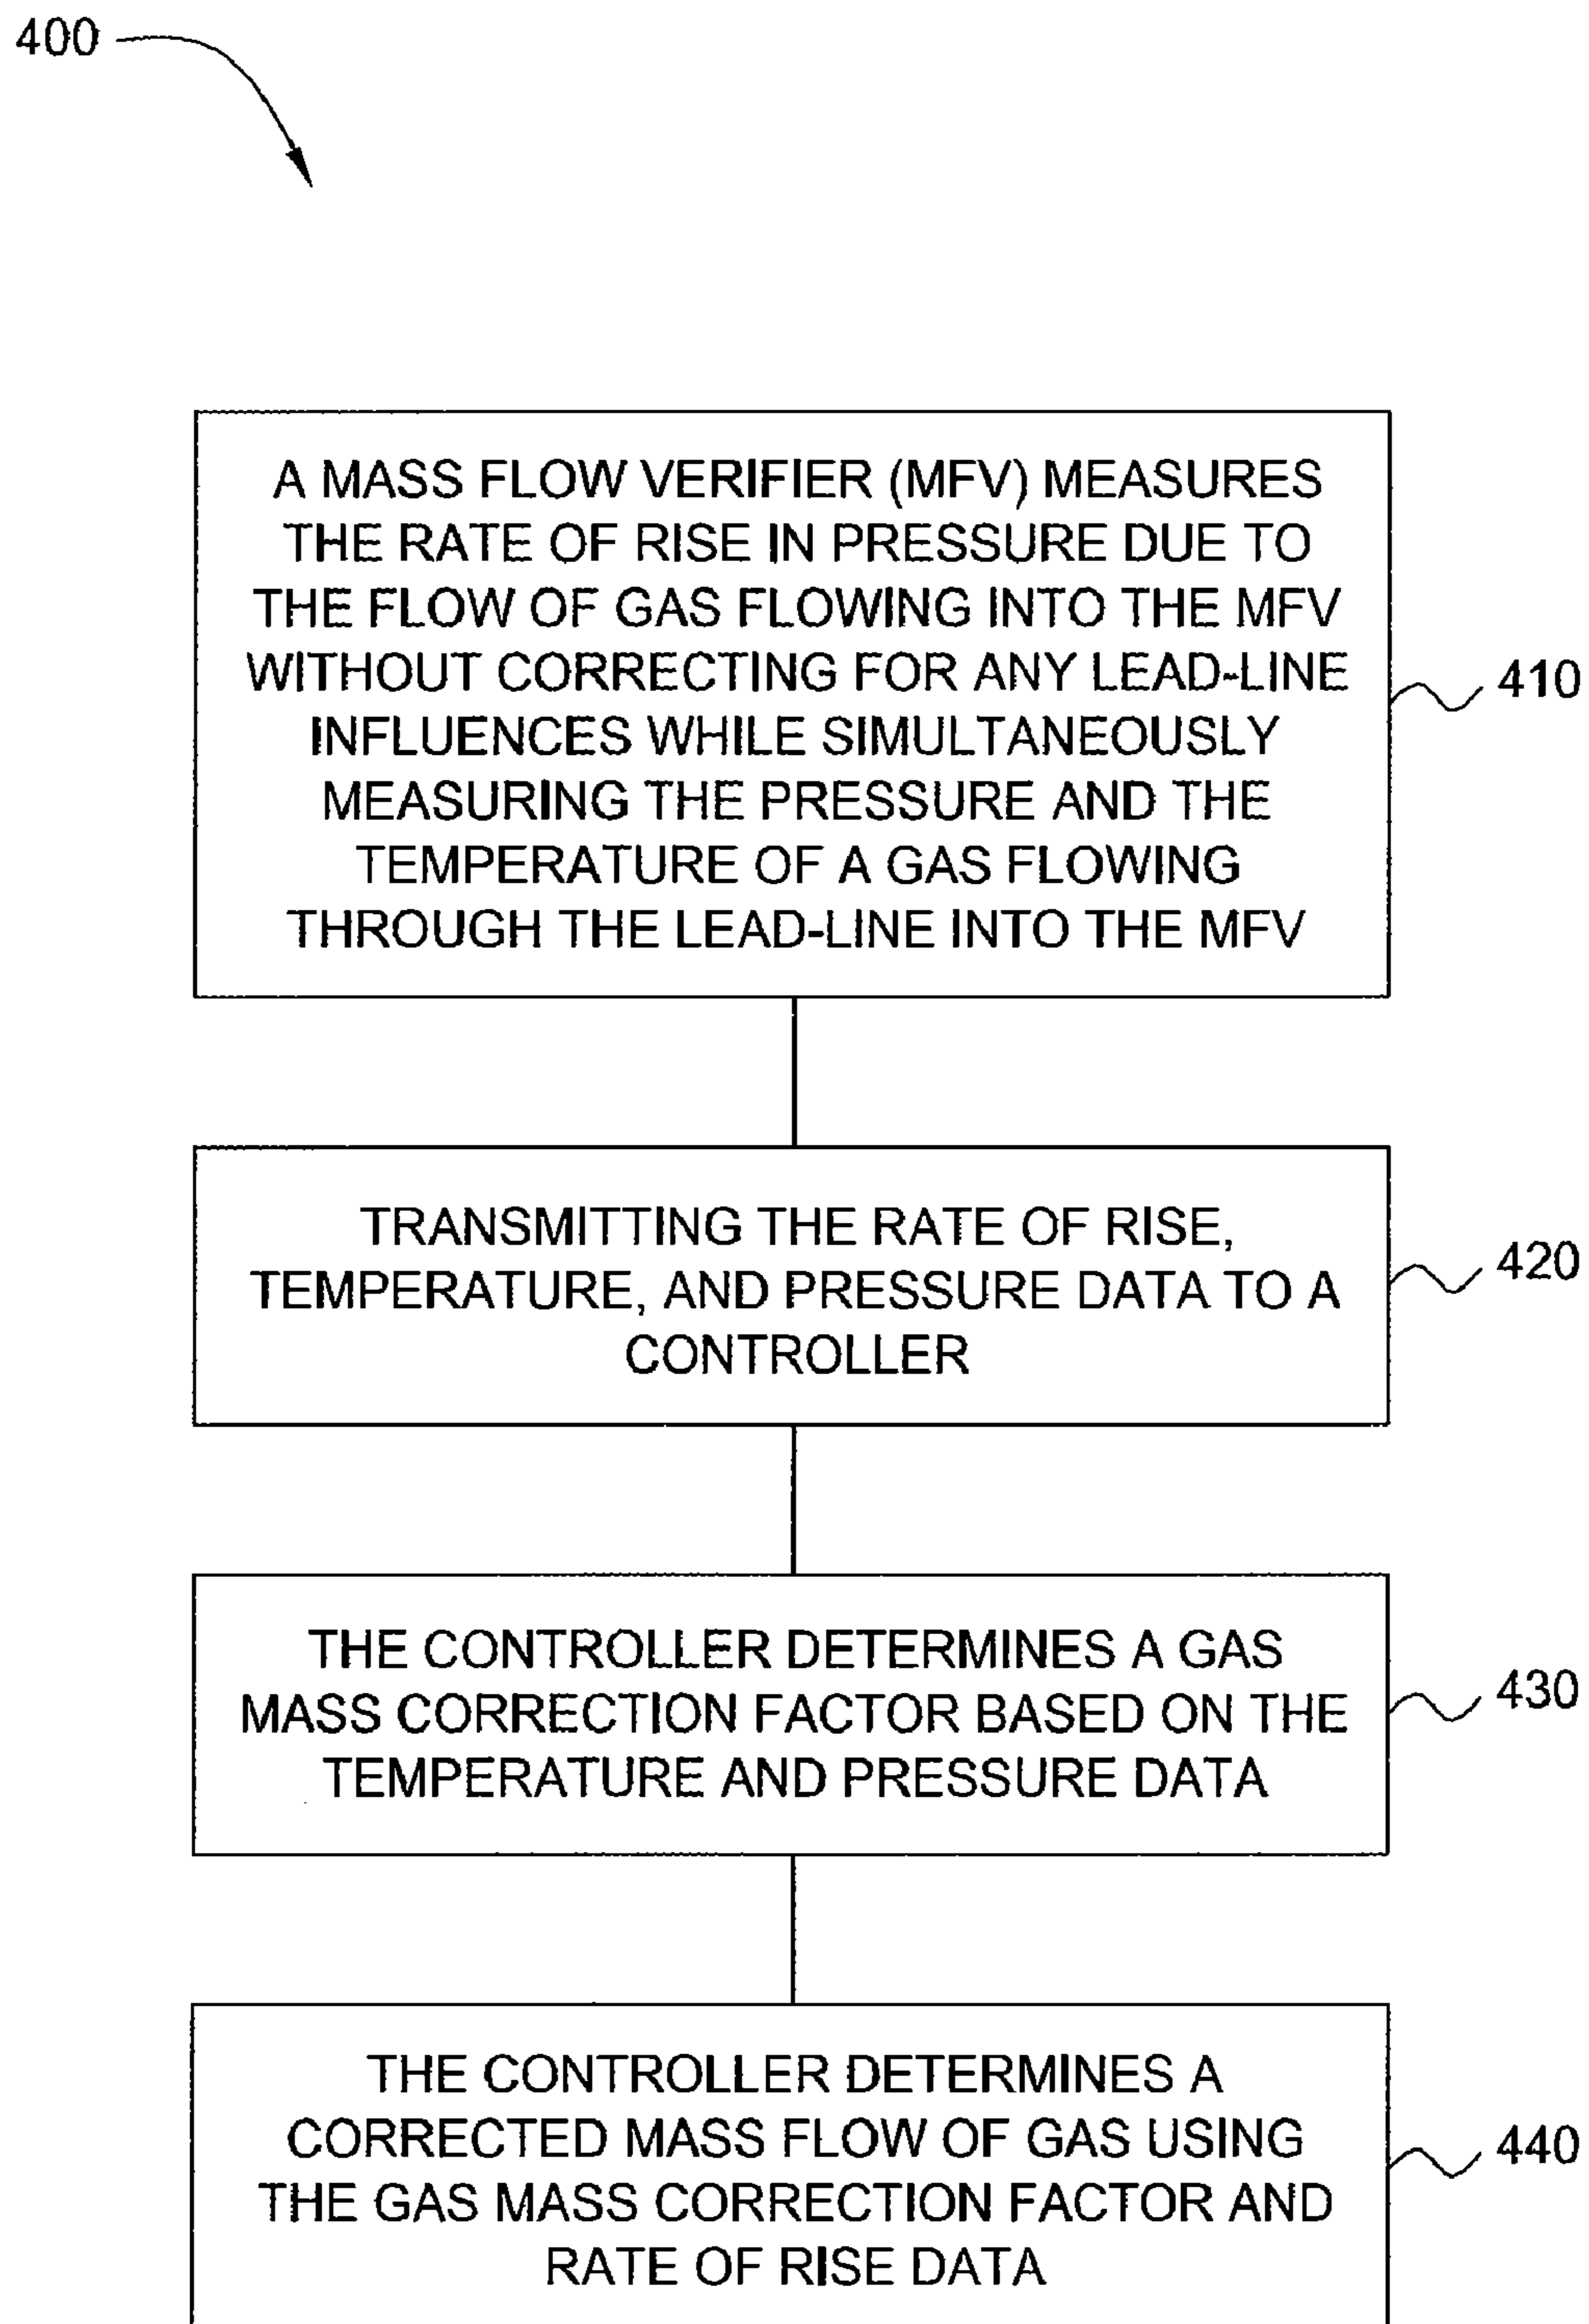 400
A MASS FLOW VERIFIER (MFV) MEASURES
THE RATE OF RISE IN PRESSURE DUE TO
THE FLOW OF GAS FLOWING INTO THE MFV
WITHOUT CORRECTING FOR ANY LEAD-LINE
INFLUENCES WHILE SIMULTANEOUSLY
MEASURING THE PRESSURE AND THE
TEMPERATURE OF A GAS FLOWING
THROUGH THE LEAD-LINE INTO THE MFV
410
TRANSMITTING THE RATE OF RISE,
TEMPERATURE, AND PRESSURE DATA TO A
CONTROLLER
420
THE CONTROLLER DETERMINES A GAS
MASS CORRECTION FACTOR BASED ON THE
TEMPERATURE AND PRESSURE DATA
430
THE CONTROLLER DETERMINES A
CORRECTED MASS FLOW OF GAS USING
THE GAS MASS CORRECTION FACTOR AND
RATE OF RISE DATA
440